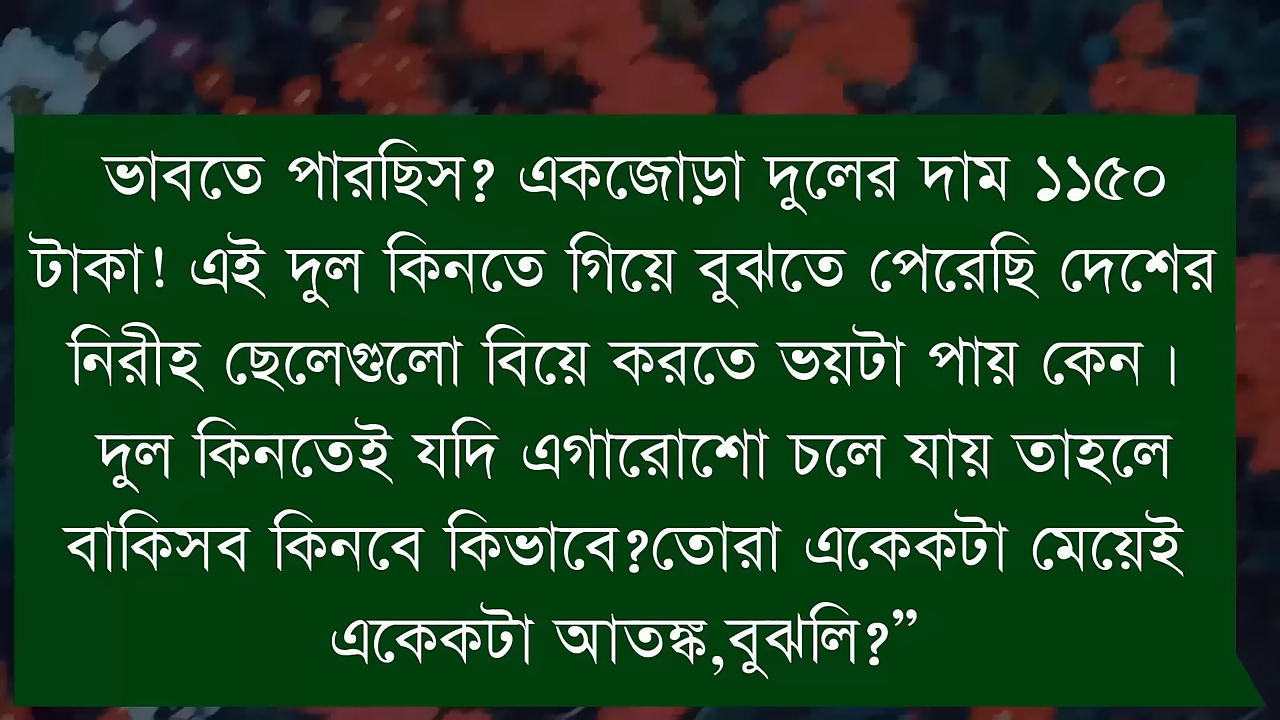 ভাবতে পারছিস? একজোড়া দুলের দাম ১১৫০
টাকা! এই দুল কিনতে গিয়ে বুঝতে পেরেছি দেশের
নিরীহ ছেলেগুলো বিয়ে করতে ভয়টা পায় কেন।
দুল কিনতেই যদি এগারোশো চলে যায় তাহলে
বাকিসব কিনবে কিভাবে?তোরা একেকটা মেয়েই
একেকটা আতঙ্ক,বুঝলি?”